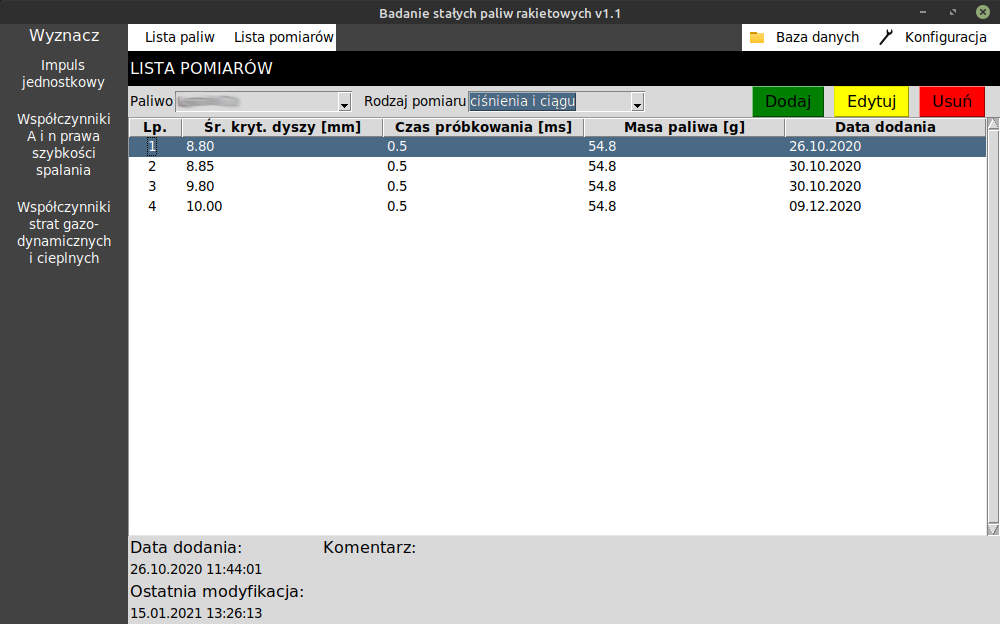 Badanie stałych paliw rakietowych v1.1
Wyznacz
Impuls
jednostkowy
Współczynniki
A i n prawa
szybkości
spalania
Współczynniki
strat gazo-
dynamicznych
i cieplnych
Lista paliw Lista pomiarów Baza danych Konfiguracja
LISTA POMIARÓW
Paliwo Rodzaj pomiaru ciśnienia i ciągu Dodaj Edytuj Usuń
Lp. Śr. kryt. dyszy [mm] Czas próbkowania [ms] Masa paliwa [g] Data dodania
1 8.80 0.5 54.8 26.10.2020
2 8.85 0.5 54.8 30.10.2020
3 9.80 0.5 54.8 30.10.2020
4 10.00 0.5 54.8 09.12.2020
Data dodania: Komentarz:
26.10.2020 11:44:01
Ostatnia modyfikacja:
15.01.2021 13:26:13